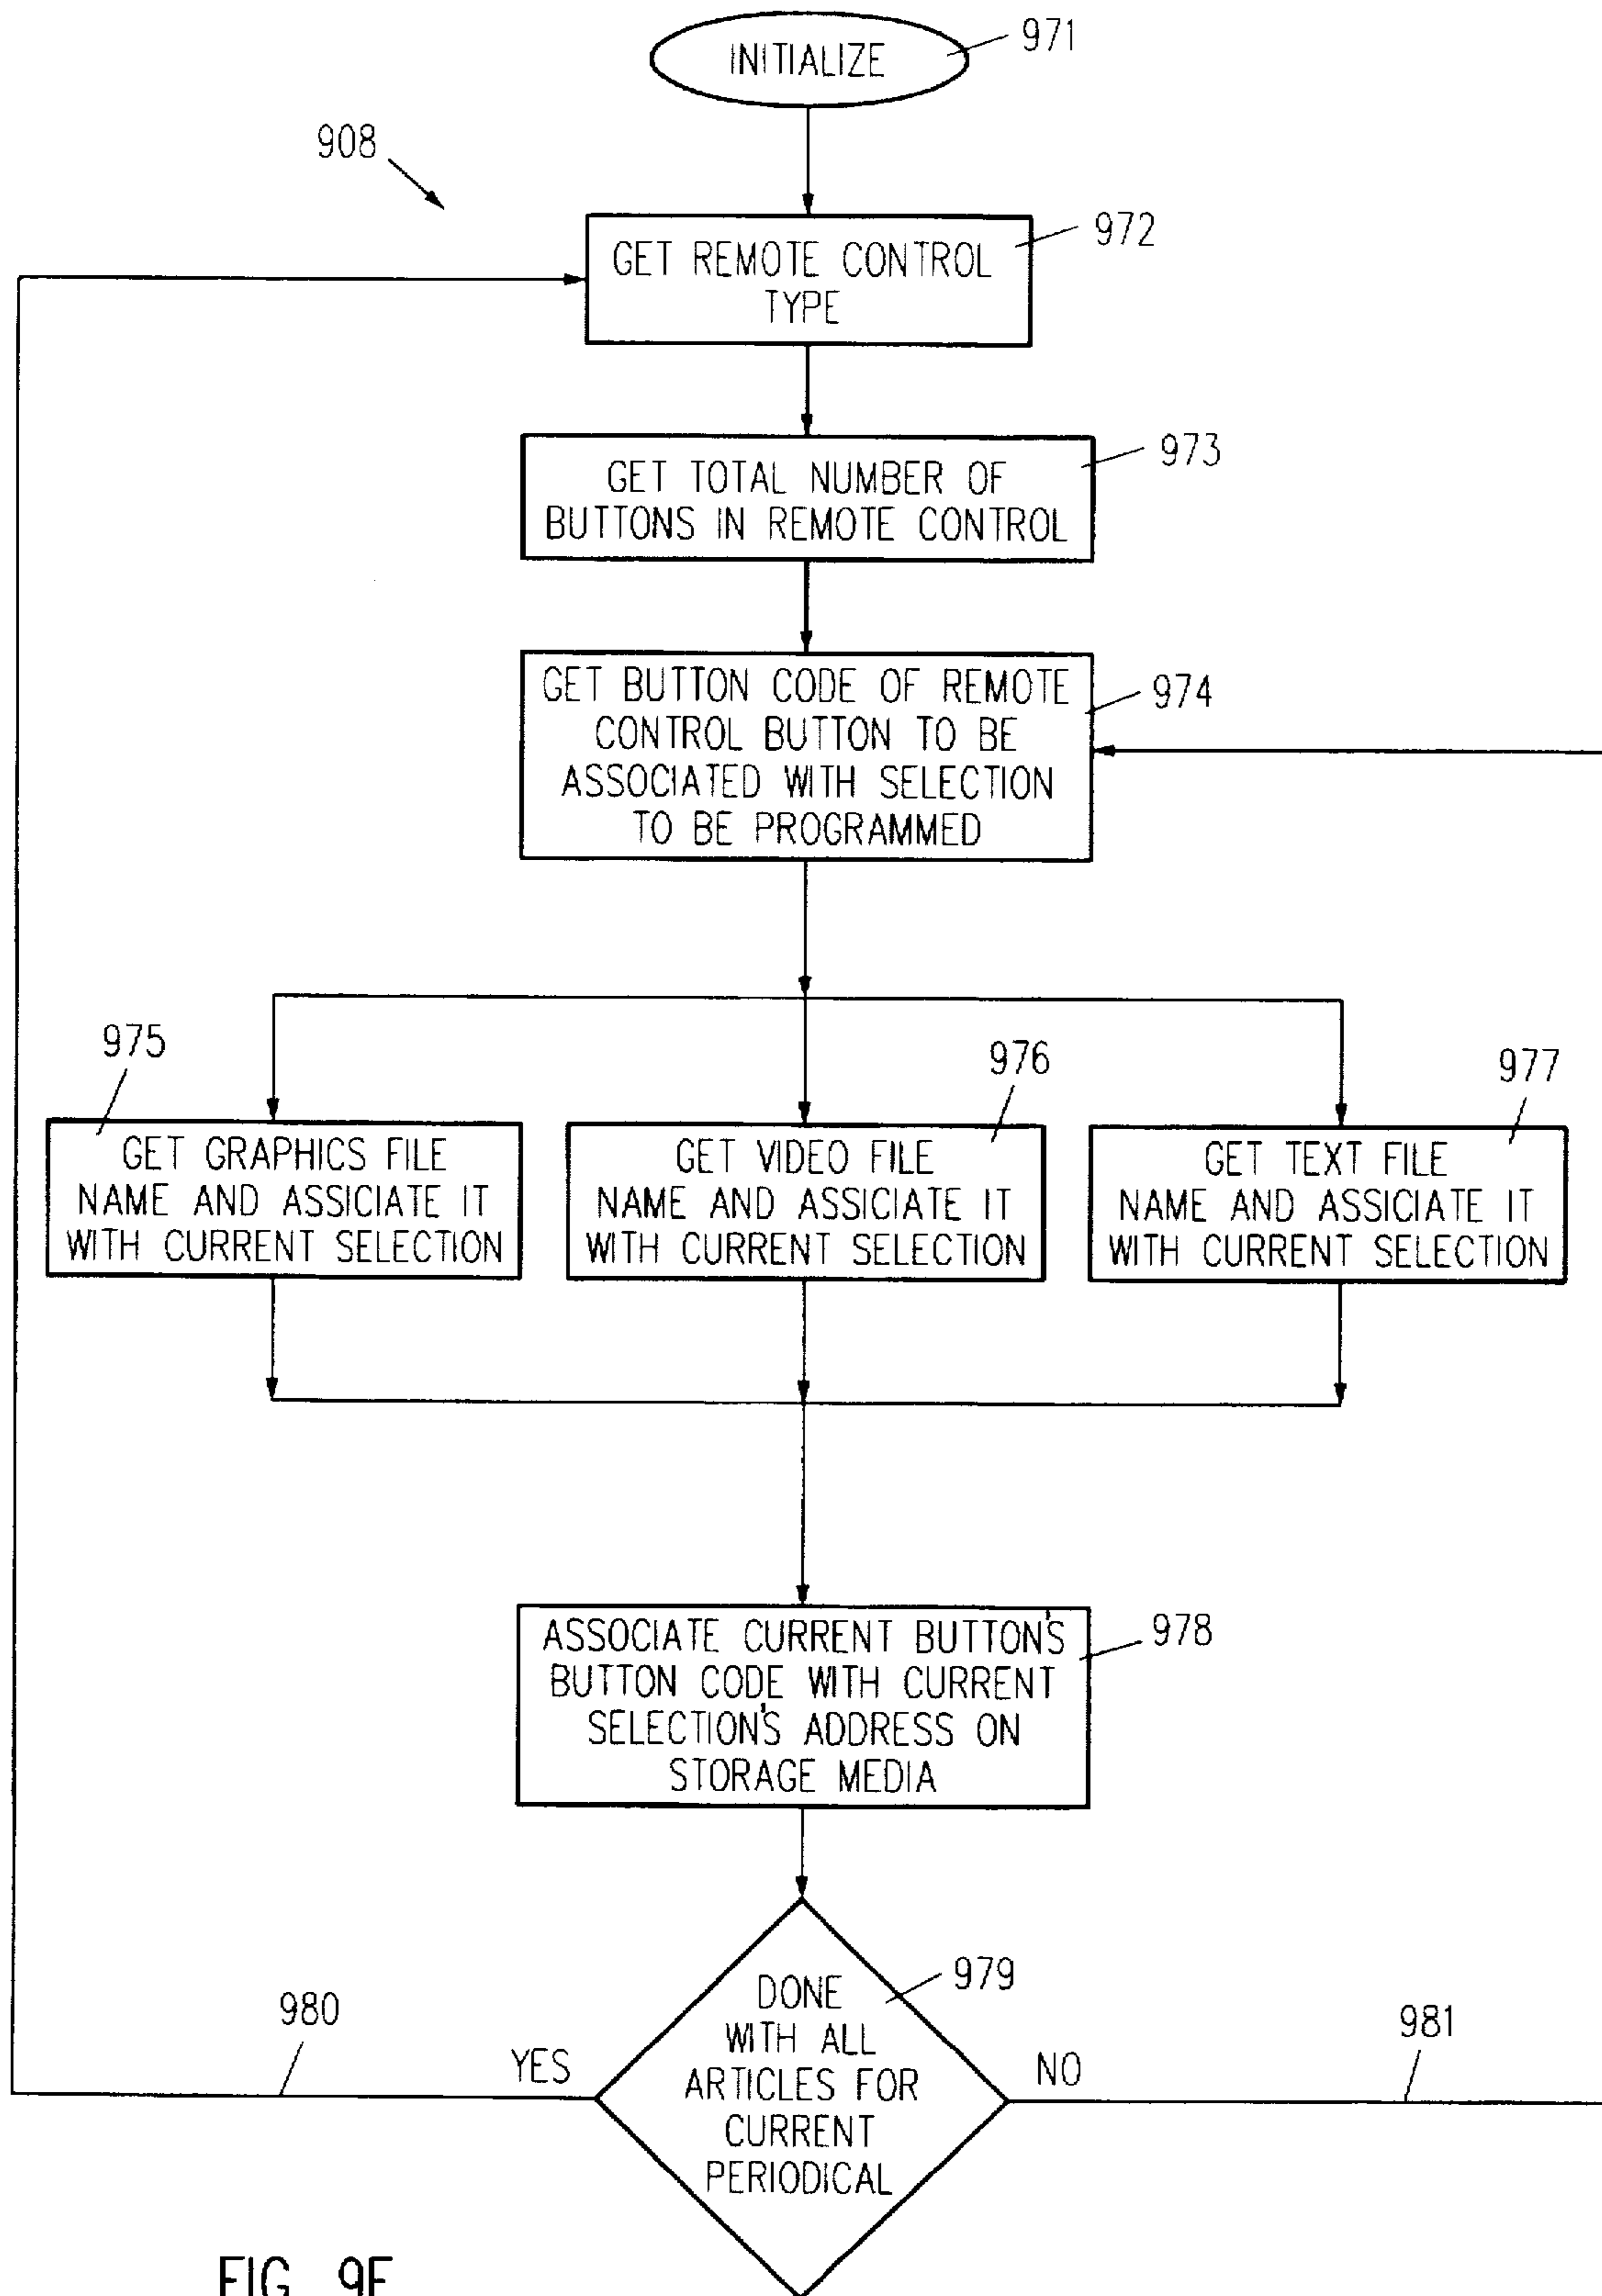 INITIALIZE
971
908
GET REMOTE CONTROL
TYPE
972
GET TOTAL NUMBER OF
BUTTONS IN REMOTE CONTROL
973
GET BUTTON CODE OF REMOTE
CONTROL BUTTON TO BE
ASSOCIATED WITH SELECTION
TO BE PROGRAMMED
974
975
GET GRAPHICS FILE
NAME AND ASSICIATE IT
WITH CURRENT SELECTION
976
GET VIDEO FILE
NAME AND ASSICIATE IT
WITH CURRENT SELECTION
977
GET TEXT FILE
NAME AND ASSICIATE IT
WITH CURRENT SELECTION
ASSOCIATE CURRENT BUTTON'S
BUTTON CODE WITH CURRENT
SELECTION'S ADDRESS ON
STORAGE MEDIA
978
DONE
WITH ALL
ARTICLES FOR
CURRENT
PERIODICAL
979
980
YES
NO
981
FIG. 9F